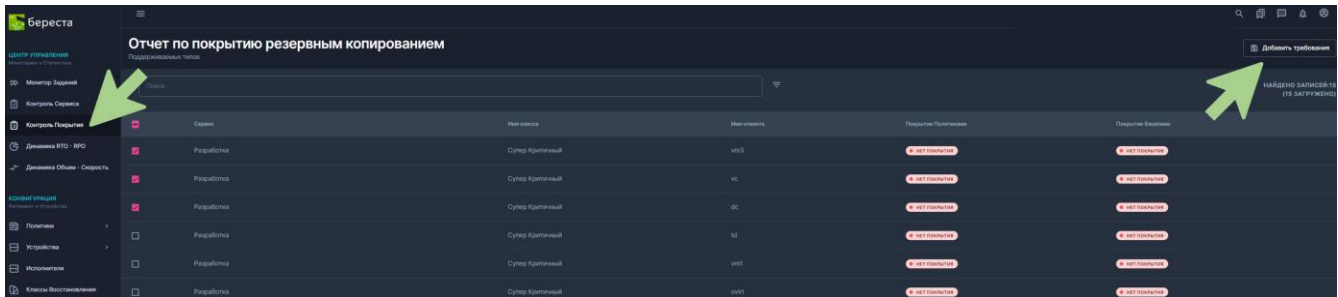 береста
ЦЕНТР УПРАВЛЕНИЯ
Мониторинг и Статистика
Монитор Заданий
Контроль Сервиса
Контроль Покрытия
Динамика RTO - RPO
Динамика Объем - Скорость
КОНФИГУРАЦИЯ
Регламент и Устройства
Политики
Устройства
Исполнители
Классы Восстановления
Отчет по покрытию резервным копированием
Поддерживаемых типов
Добавить требования
Поиск
НАЙДЕНО ЗАПИСЕЙ:15
(15 ЗАГРУЖЕНО)
Сервис Имя класса Имя клиента Покрытие Политиками Покрытие Бэкапами
Разработка Супер Критичный vm3 НЕТ ПОКРЫТИЯ НЕТ ПОКРЫТИЯ
Разработка Супер Критичный vc НЕТ ПОКРЫТИЯ НЕТ ПОКРЫТИЯ
Разработка Супер Критичный dc НЕТ ПОКРЫТИЯ НЕТ ПОКРЫТИЯ
Разработка Супер Критичный td НЕТ ПОКРЫТИЯ НЕТ ПОКРЫТИЯ
Разработка Супер Критичный vm1 НЕТ ПОКРЫТИЯ НЕТ ПОКРЫТИЯ
Разработка Супер Критичный ovirt НЕТ ПОКРЫТИЯ НЕТ ПОКРЫТИЯ